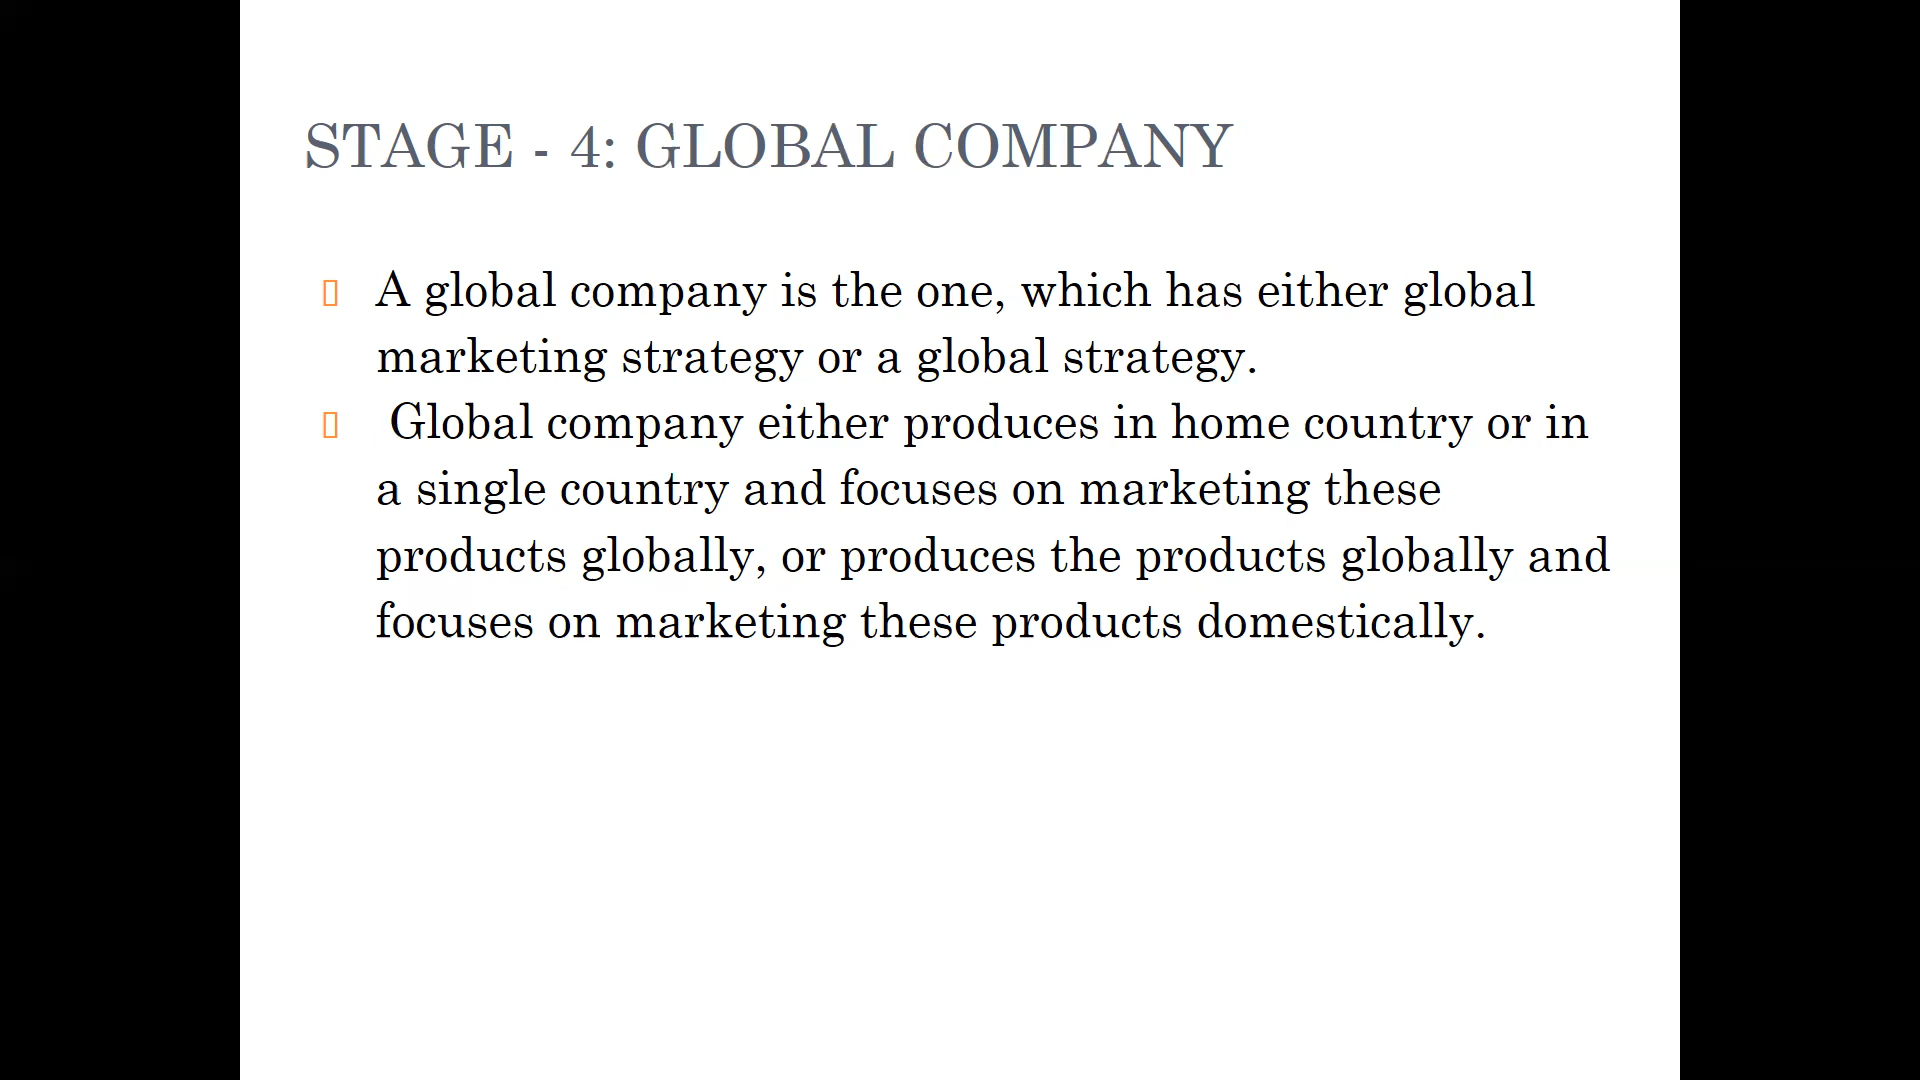 STAGE - 4: GLOBAL COMPANY
A global company is the one, which has either global
marketing strategy or a global strategy.
Global company either produces in home country or in
a single country and focuses on marketing these
products globally, or produces the products globally and
focuses on marketing these products domestically.